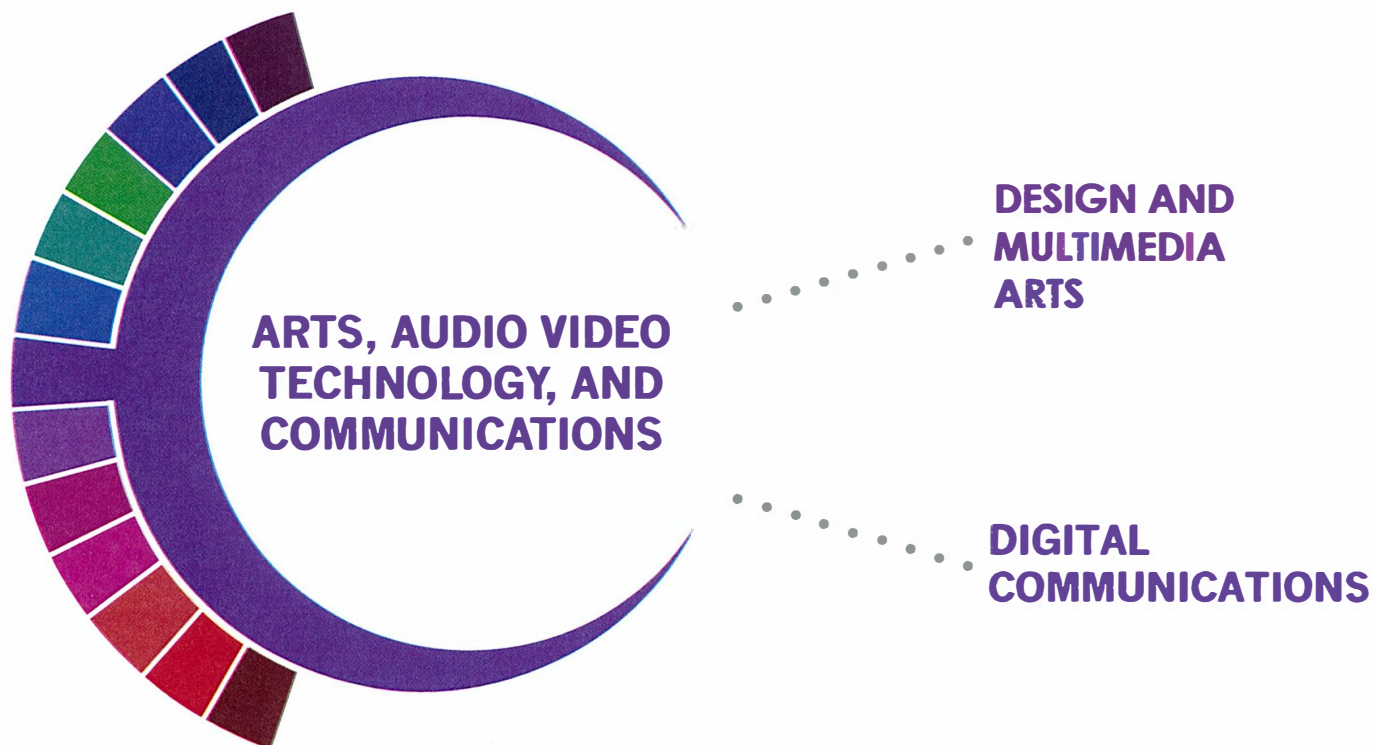 ARTS, AUDIO VIDEO
TECHNOLOGY, AND
COMMUNICATIONS
DESIGN AND
MULTIMEDIA
ARTS
DIGITAL
COMMUNICATIONS